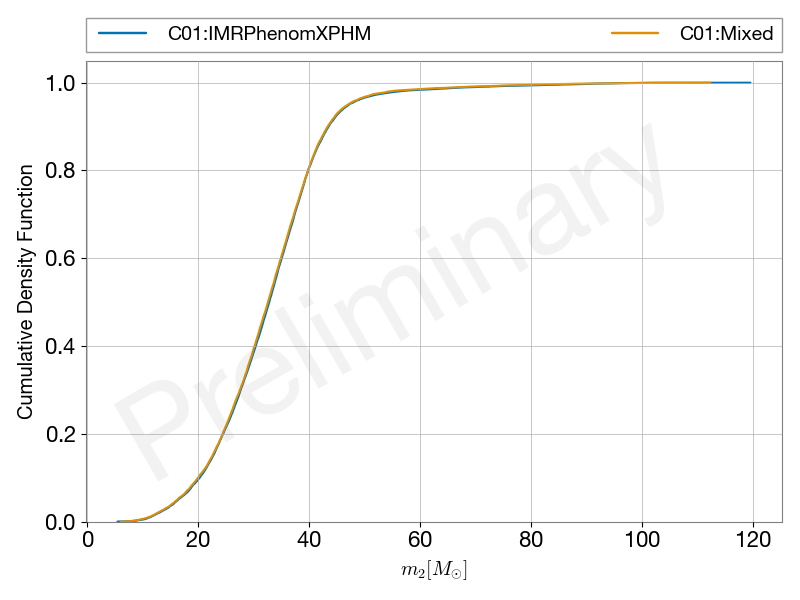 C01:IMRPhenomXPHM C01:Mixed
1.0
0.8
0.6
0.4
0.2
0.0
Cumulative Density Function
Preliminary
0 20 40 60 80 100 120
m₂[M⊙]